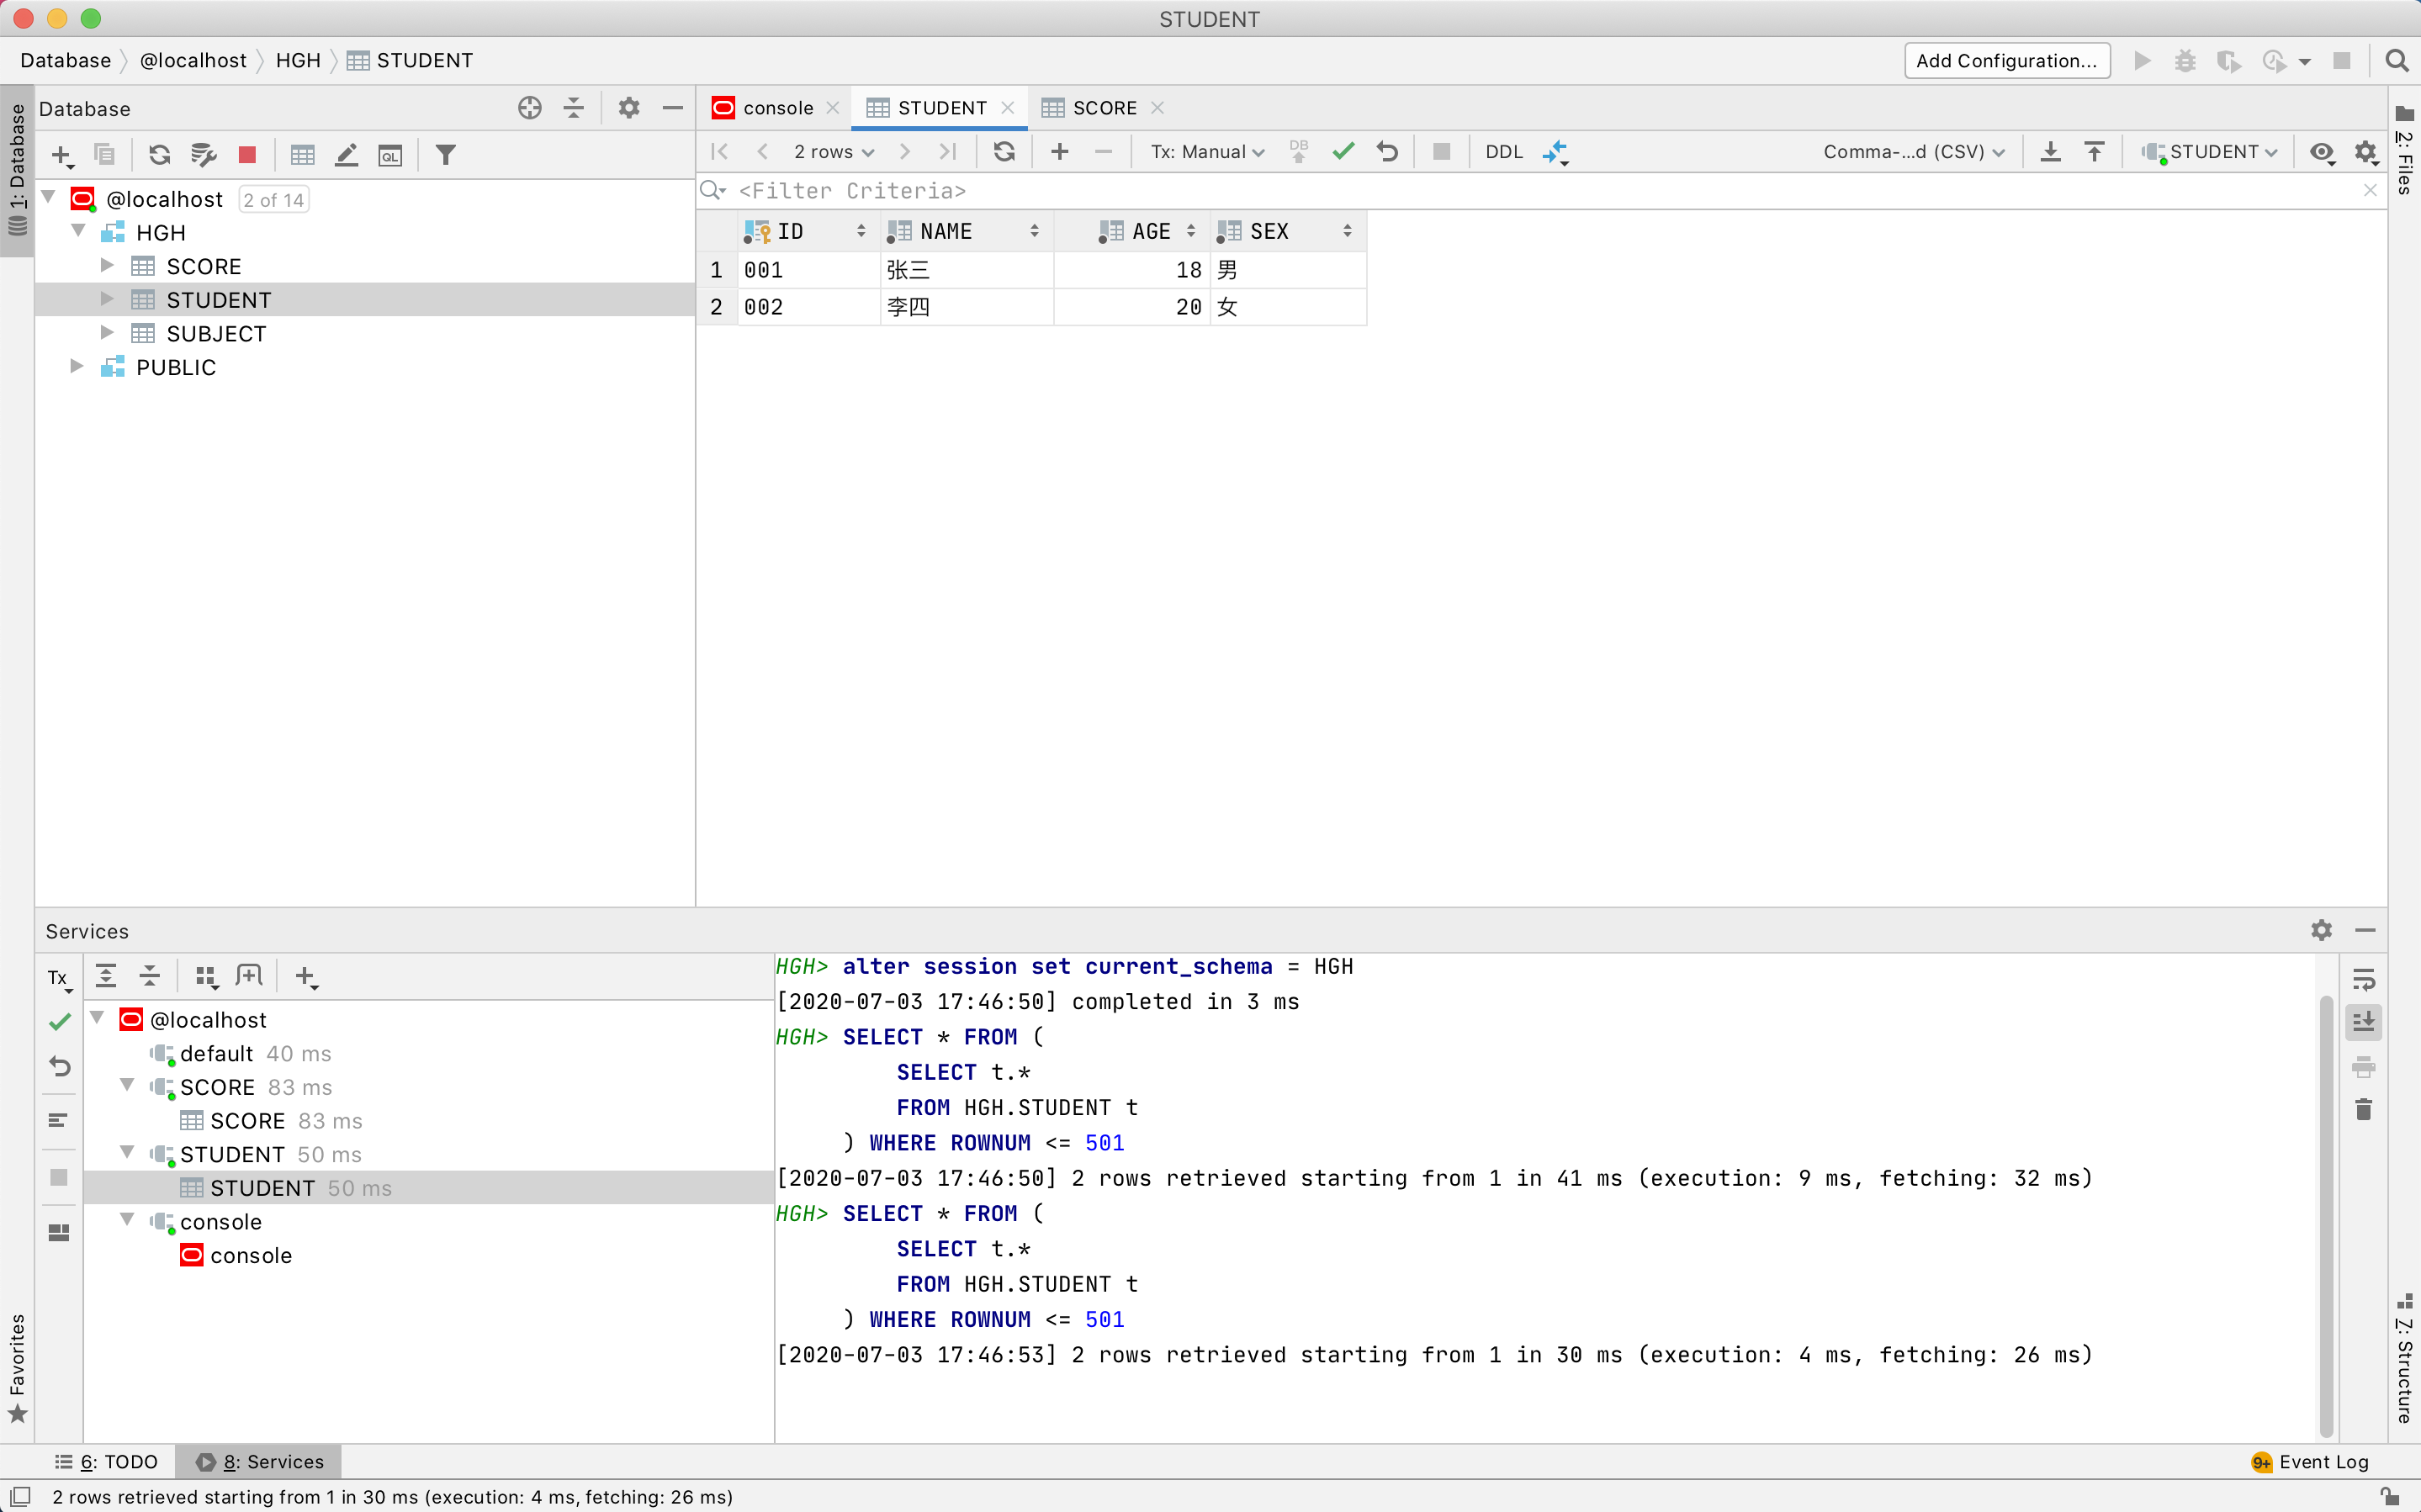 STUDENT
Database @localhost HGH STUDENT
Add Configuration...
1: Database
Database
@localhost 2 of 14
HGH
SCORE
STUDENT
SUBJECT
PUBLIC
console STUDENT SCORE
2 rows Tx: Manual DB DDL Comma-...d (CSV) STUDENT
<Filter Criteria>
ID NAME AGE SEX
1 001 张三 18 男
2 002 李四 20 女
2: Files
Services
Tx
@localhost
default 40 ms
SCORE 83 ms
SCORE 83 ms
STUDENT 50 ms
STUDENT 50 ms
console
console
HGH> alter session set current_schema = HGH
[2020-07-03 17:46:50] completed in 3 ms
HGH> SELECT * FROM (
SELECT t.*
FROM HGH.STUDENT t
) WHERE ROWNUM <= 501
[2020-07-03 17:46:50] 2 rows retrieved starting from 1 in 41 ms (execution: 9 ms, fetching: 32 ms)
HGH> SELECT * FROM (
SELECT t.*
FROM HGH.STUDENT t
) WHERE ROWNUM <= 501
[2020-07-03 17:46:53] 2 rows retrieved starting from 1 in 30 ms (execution: 4 ms, fetching: 26 ms)
Favorites
Z: Structure
6: TODO 8: Services 9+ Event Log
2 rows retrieved starting from 1 in 30 ms (execution: 4 ms, fetching: 26 ms)